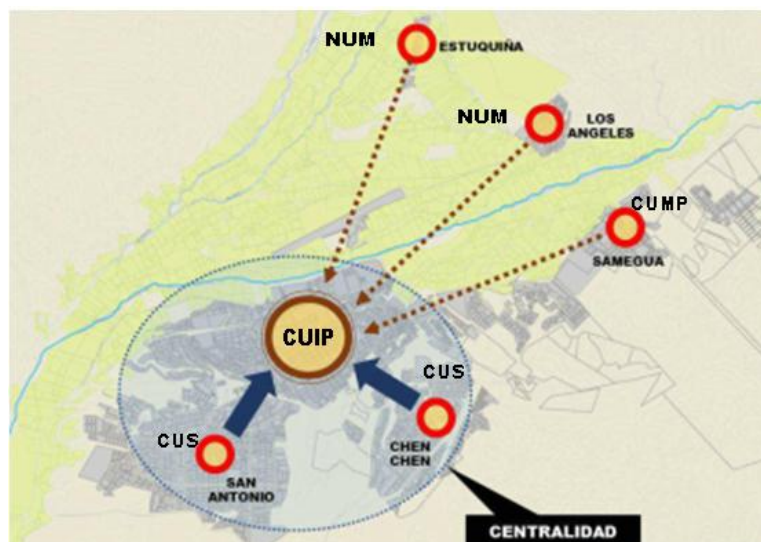 NUM
ESTUQUIÑA
NUM
LOS
ANGELES
CUMP
SAMEGUA
CUIP
CUS
CUS
CHEN
CHEN
SAN
ANTONIO
CENTRALIDAD